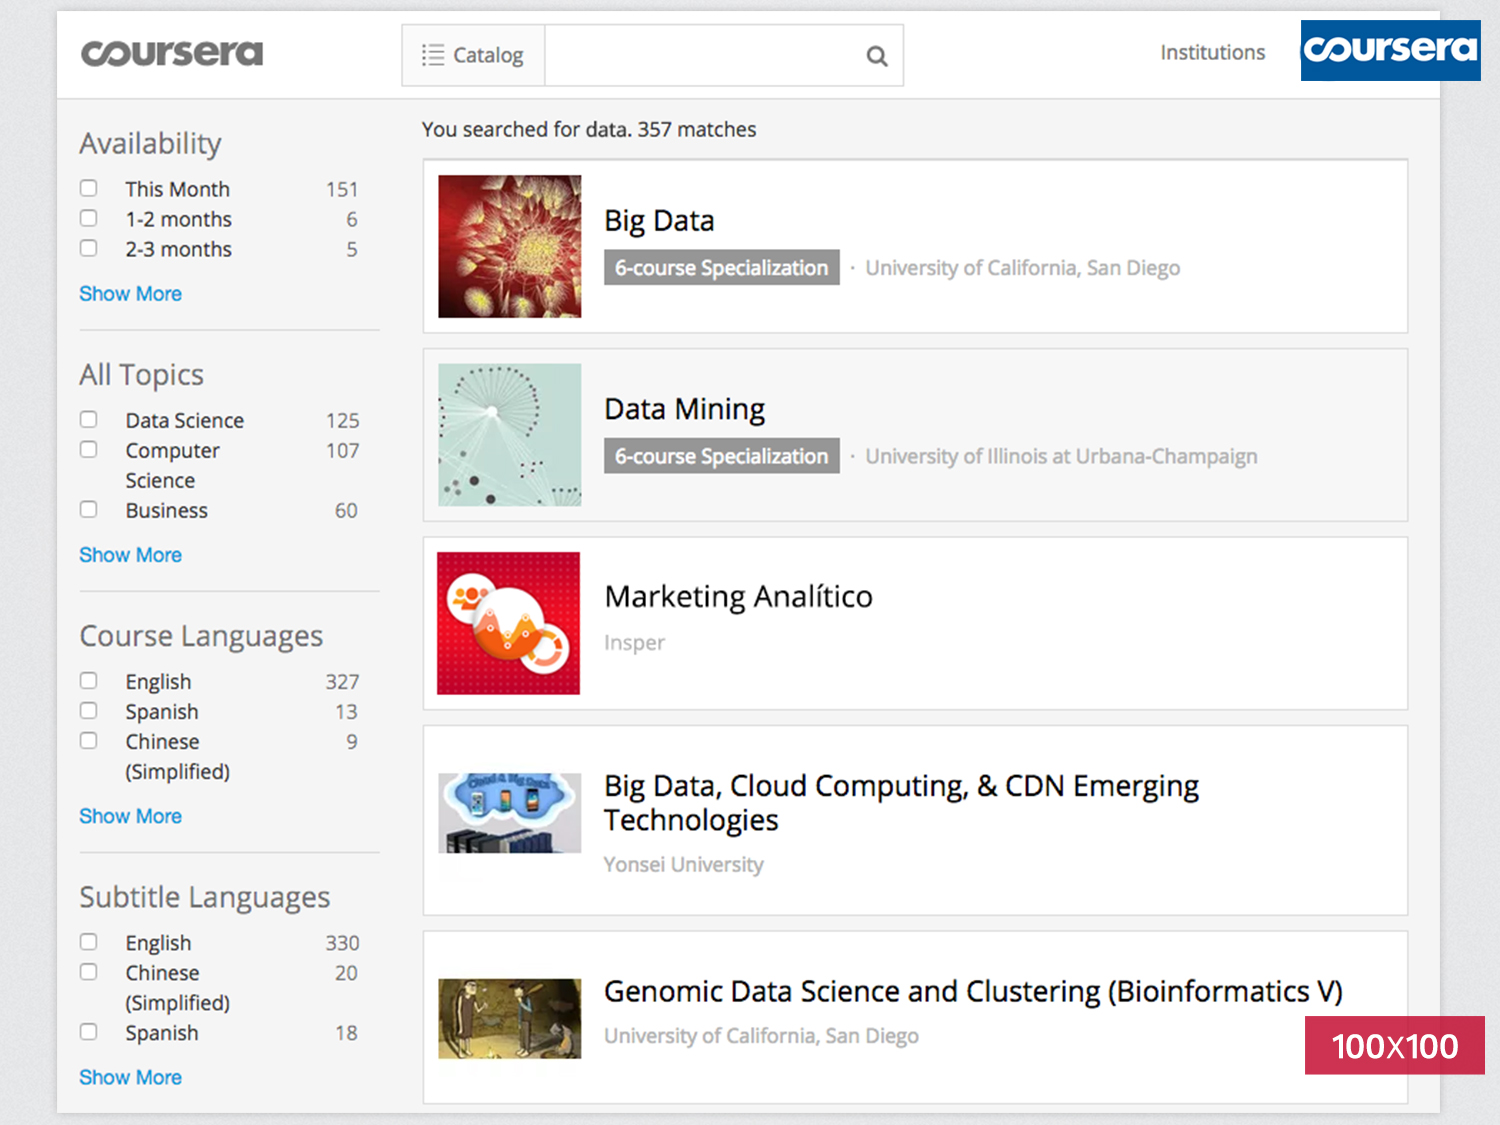 coursera
Catalog
Institutions
coursera
Availability
This Month 151
1-2 months 6
2-3 months 5
Show More
All Topics
Data Science 125
Computer 107
Science
Business 60
Show More
Course Languages
English 327
Spanish 13
Chinese 9
(Simplified)
Show More
Subtitle Languages
English 330
Chinese 20
(Simplified)
Spanish 18
Show More
You searched for data. 357 matches
Big Data
6-course Specialization · University of California, San Diego
Data Mining
6-course Specialization · University of Illinois at Urbana-Champaign
Marketing Analítico
Insper
Cloud & Big Data
Big Data, Cloud Computing, & CDN Emerging
Technologies
Yonsei University
Genomic Data Science and Clustering (Bioinformatics V)
University of California, San Diego
100X100